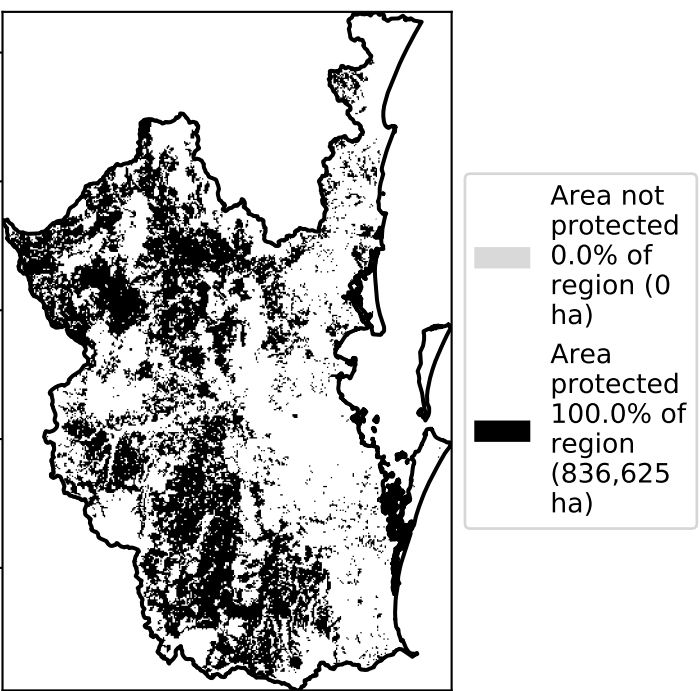 Area not
protected
0.0% of
region (0
ha)
Area
protected
100.0% of
region
(836,625
ha)